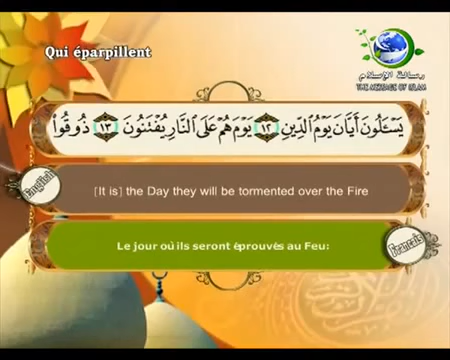 Qui éparpillent
رسالة الإسلام
THE MESSAGE OF ISLAM
يَسْـَٔلُونَ أَيَّانَ يَوْمُ ٱلدِّينِ ١٢ يَوْمَ هُمْ عَلَى ٱلنَّارِ يُفْتَنُونَ ١٣ ذُوقُوا۟
English
[It is] the Day they will be tormented over the Fire
Le jour où ils seront éprouvés au Feu:
Francais